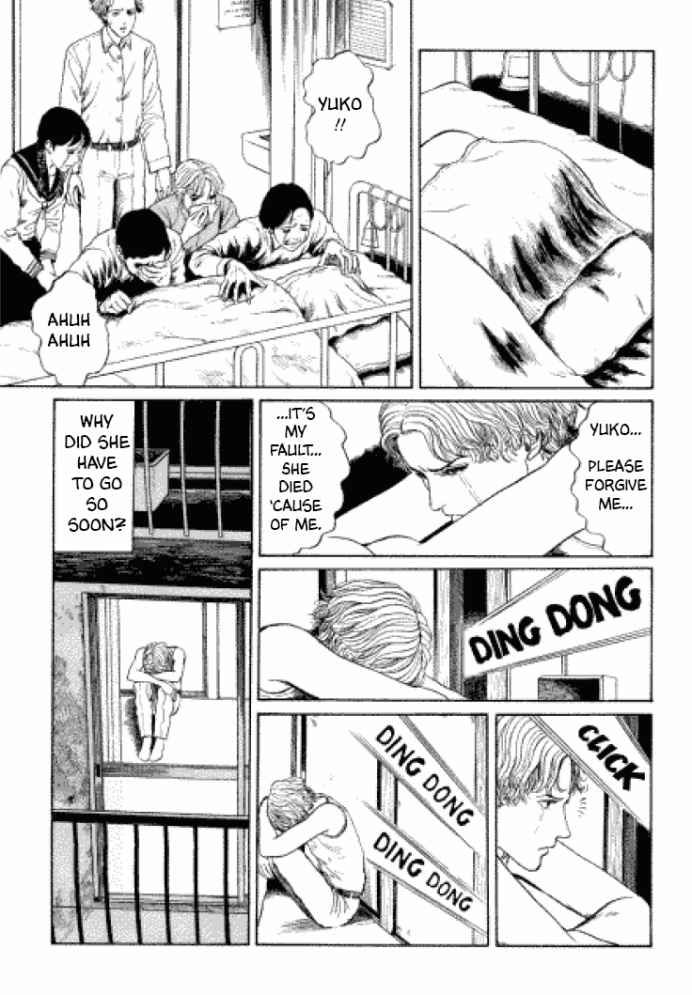 YUKO
!!
AHUH
AHUH
WHY
DID SHE
HAVE
TO GO
SO
SOON?
...IT'S
MY
FAULT...
SHE
DIED
'CAUSE
OF ME.
YUKO...
PLEASE
FORGIVE
ME...
DING DONG
DING DONG
DING DONG
CLICK